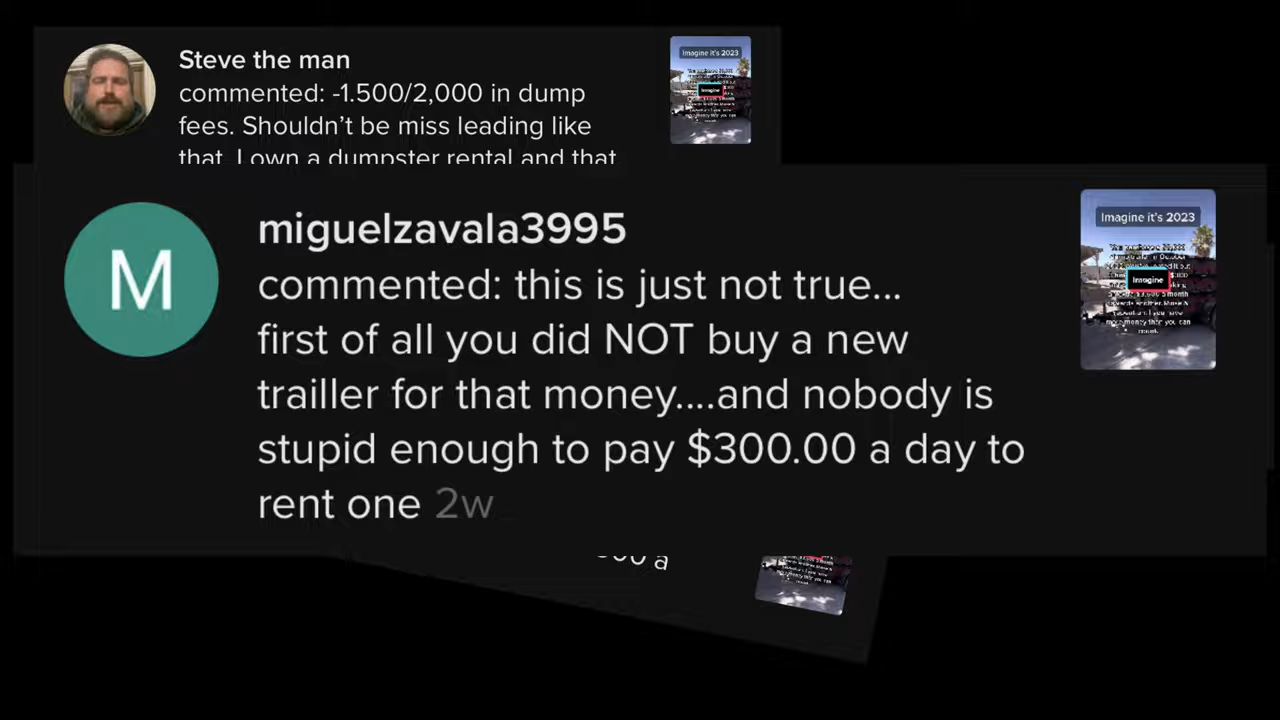 Steve the man
commented: -1.500/2,000 in dump
fees. Shouldn't be miss leading like
that. I own a dumpster rental and that
Imagine it's 2023
Imagine
M
miguelzavala3995
commented: this is just not true...
first of all you did NOT buy a new
trailler for that money....and nobody is
stupid enough to pay $300.00 a day to
rent one 2w
Imagine it's 2023
Imagine